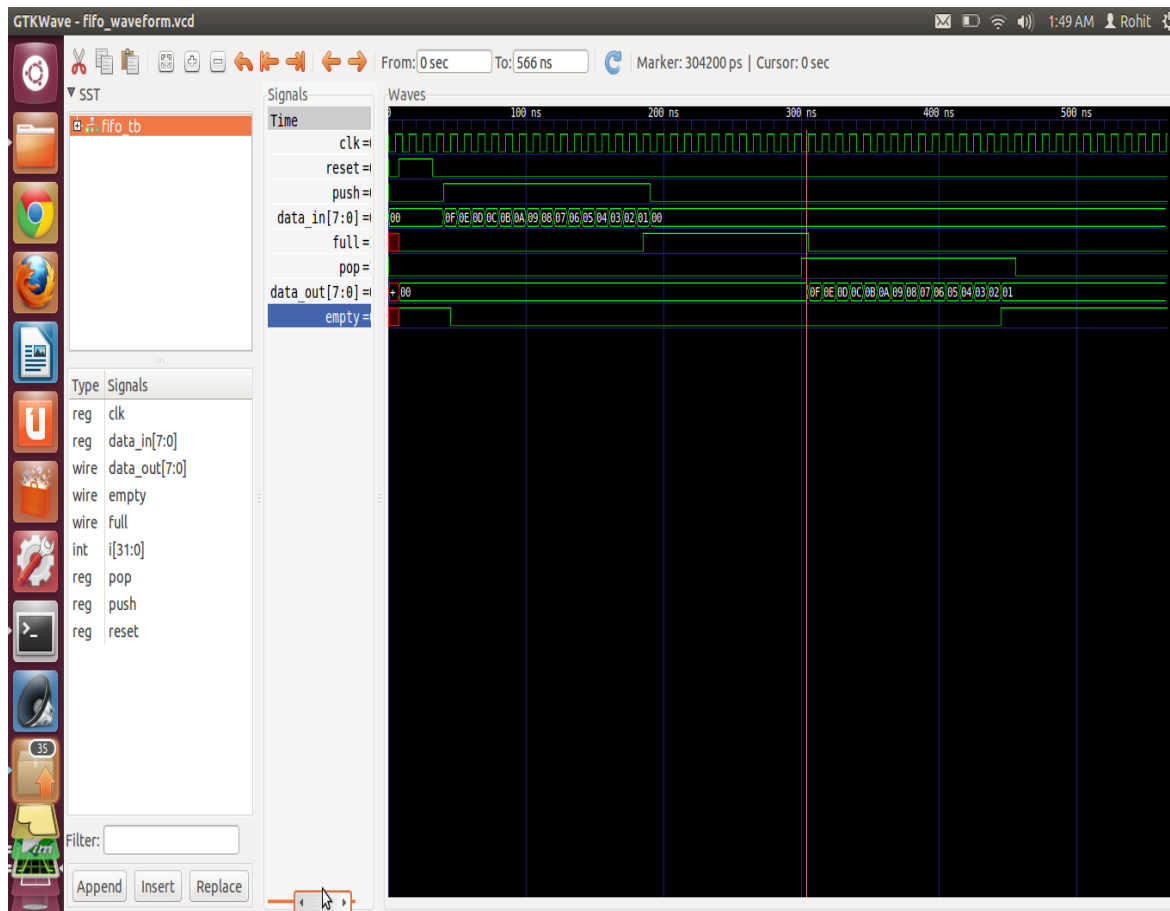 GTKWave - fifo_waveform.vcd
1:49 AM Rohit
From: 0 sec To: 566 ns Marker: 304200 ps | Cursor: 0 sec
SST
fifo_tb
Signals
Waves
Time
100 ns 200 ns 300 ns 400 ns 500 ns
clk =
reset =
push =
data_in[7:0] = 00 0F 0E 0D 0C 0B 0A 09 08 07 06 05 04 03 02 01 00
full =
pop =
data_out[7:0] = + 00 0F 0E 0D 0C 0B 0A 09 08 07 06 05 04 03 02 01
empty =
Type Signals
reg clk
reg data_in[7:0]
wire data_out[7:0]
wire empty
wire full
int i[31:0]
reg pop
reg push
reg reset
35
Filter:
Append Insert Replace
Vim